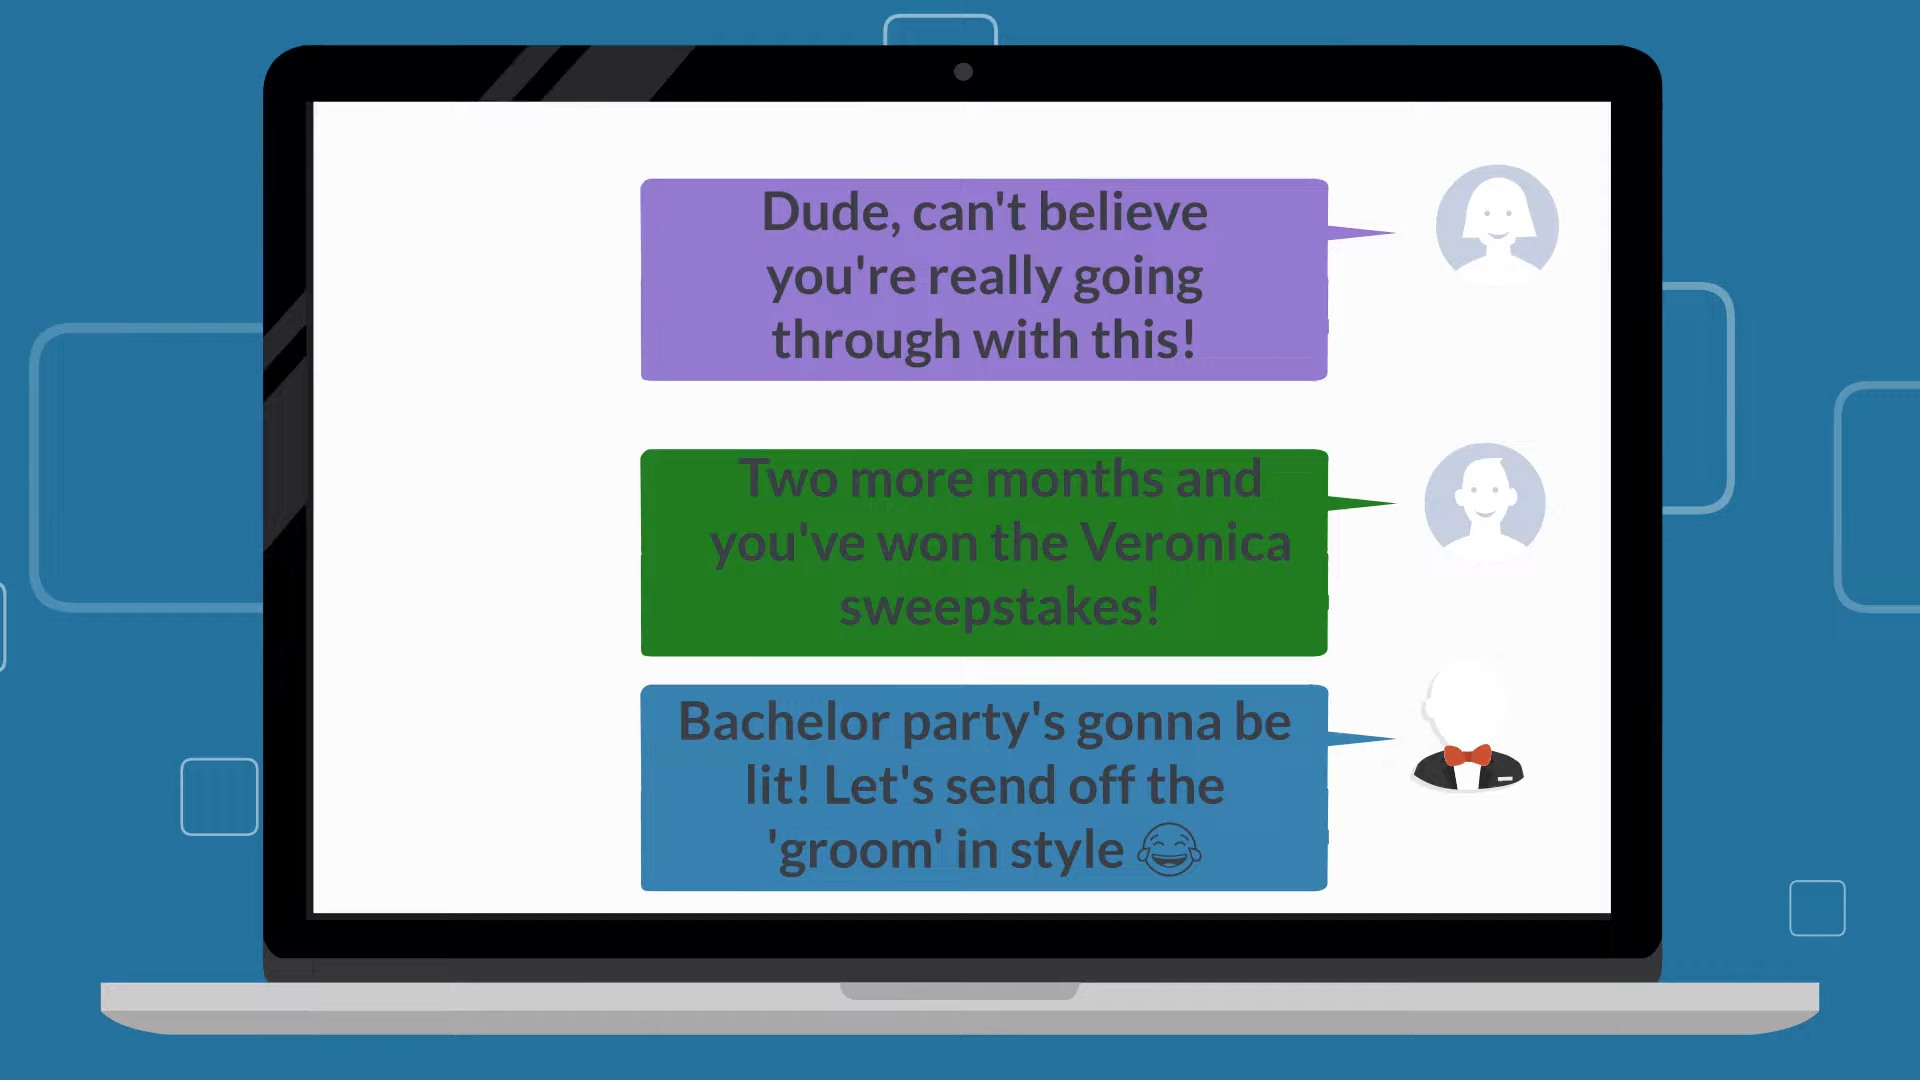 Dude, can't believe
you're really going
through with this!
Two more months and
you've won the Veronica
sweepstakes!
Bachelor party's gonna be
lit! Let's send off the
'groom' in style 😂